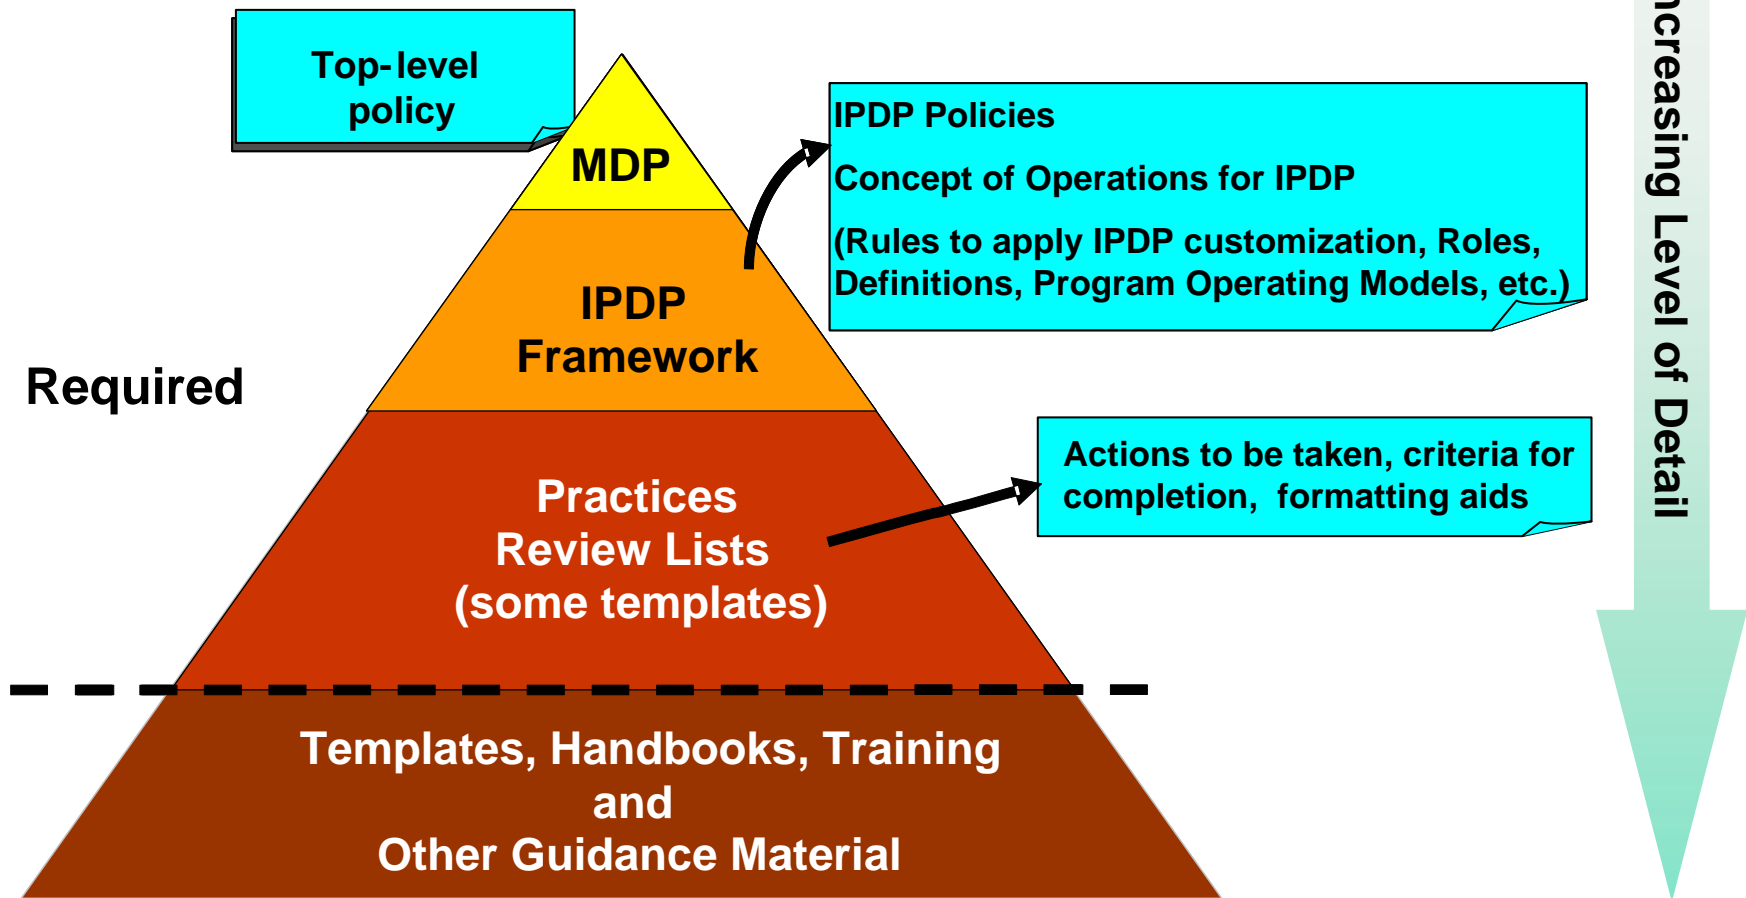 Top-level
policy
MDP
IPDP Policies
Concept of Operations for IPDP
(Rules to apply IPDP customization, Roles,
Definitions, Program Operating Models, etc.)
IPDP
Framework
Required
Practices
Review Lists
(some templates)
Actions to be taken, criteria for
completion, formatting aids
Templates, Handbooks, Training
and
Other Guidance Material
ncreasing Level of Detail